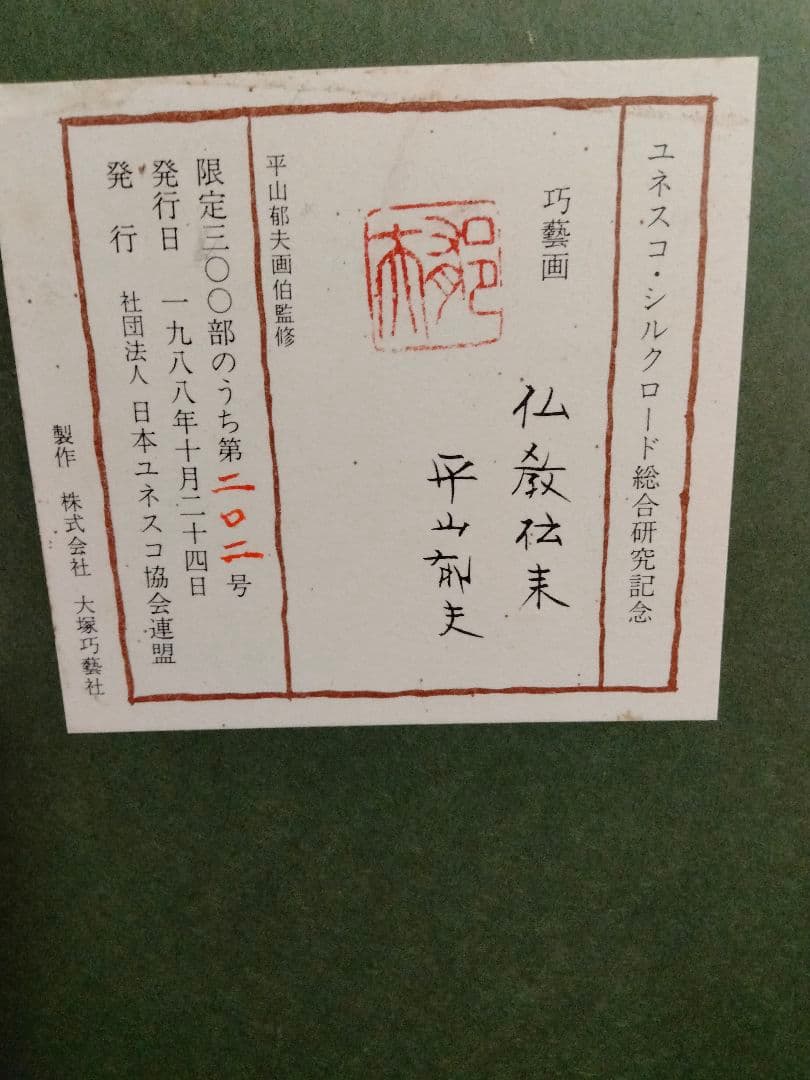 ユネスコ・シルクロード総合研究記念
巧藝画
仏教伝来
平山郁夫
郁夫
平山郁夫画伯監修
限定三〇〇部のうち第二〇二号
発行日 一九八八年十月二十四日
発行 社団法人 日本ユネスコ協会連盟
製作 株式会社 大塚巧藝社